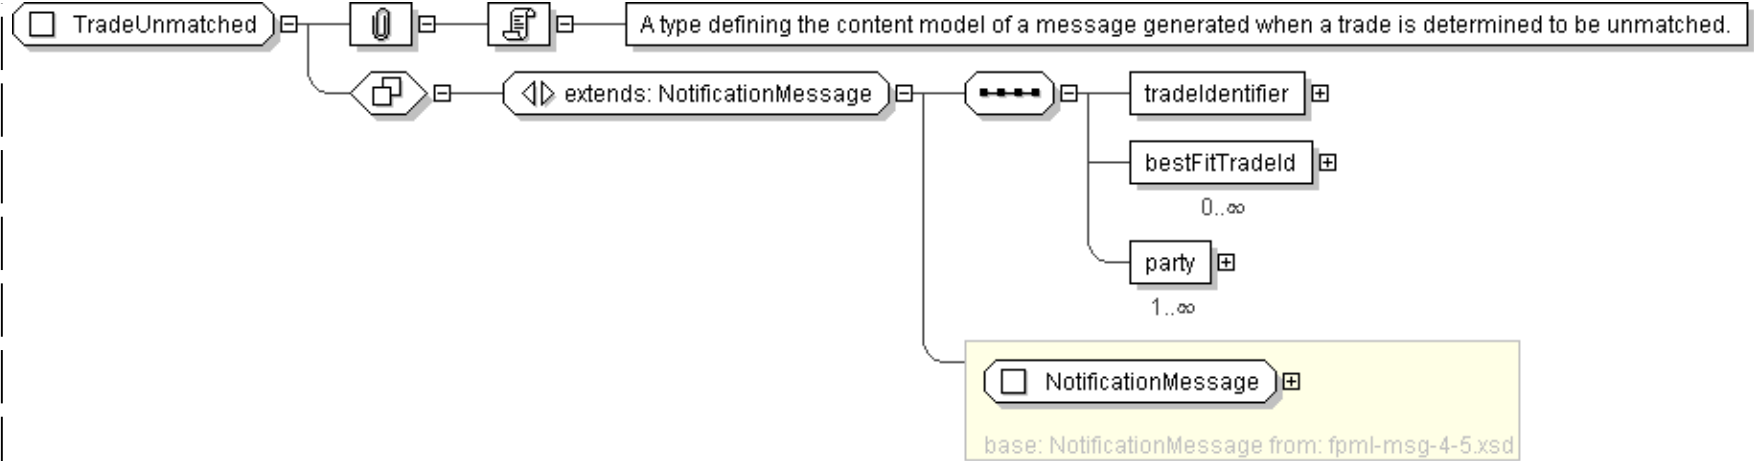 TradeUnmatched
A type defining the content model of a message generated when a trade is determined to be unmatched.
extends: NotificationMessage
tradeIdentifier
bestFitTradeId
0..∞
party
1..∞
NotificationMessage
base: NotificationMessage from: fpml-msg-4-5.xsd